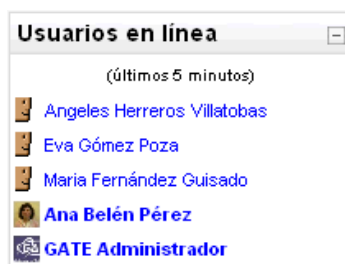 Usuarios en línea
(últimos 5 minutos)
Angeles Herreros Villatobas
Eva Gómez Poza
Maria Fernández Guisado
Ana Belén Pérez
GATE Administrador